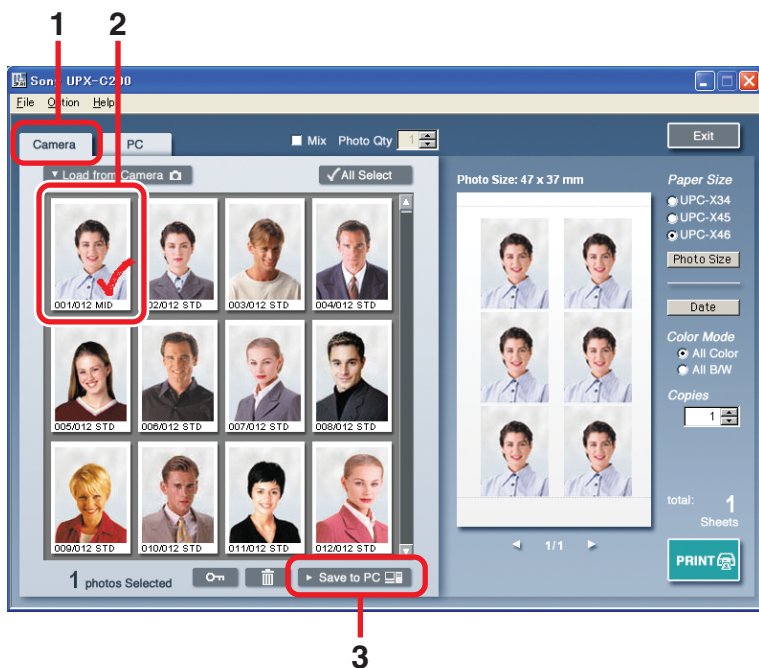 1 2
Sony UPX-C200
File Option Help
Camera PC Mix Photo Qty 1 Exit
Load from Camera All Select
Photo Size: 47 x 37 mm
Paper Size
UPC-X34
UPC-X45
UPC-X46
Photo Size
Date
Color Mode
All Color
All B/W
Copies
1
001/012 MID 002/012 STD 003/012 STD 004/012 STD
005/012 STD 006/012 STD 007/012 STD 008/012 STD
009/012 STD 010/012 STD 011/012 STD 012/012 STD
1 photos Selected Save to PC
1/1
total: 1
Sheets
PRINT
3